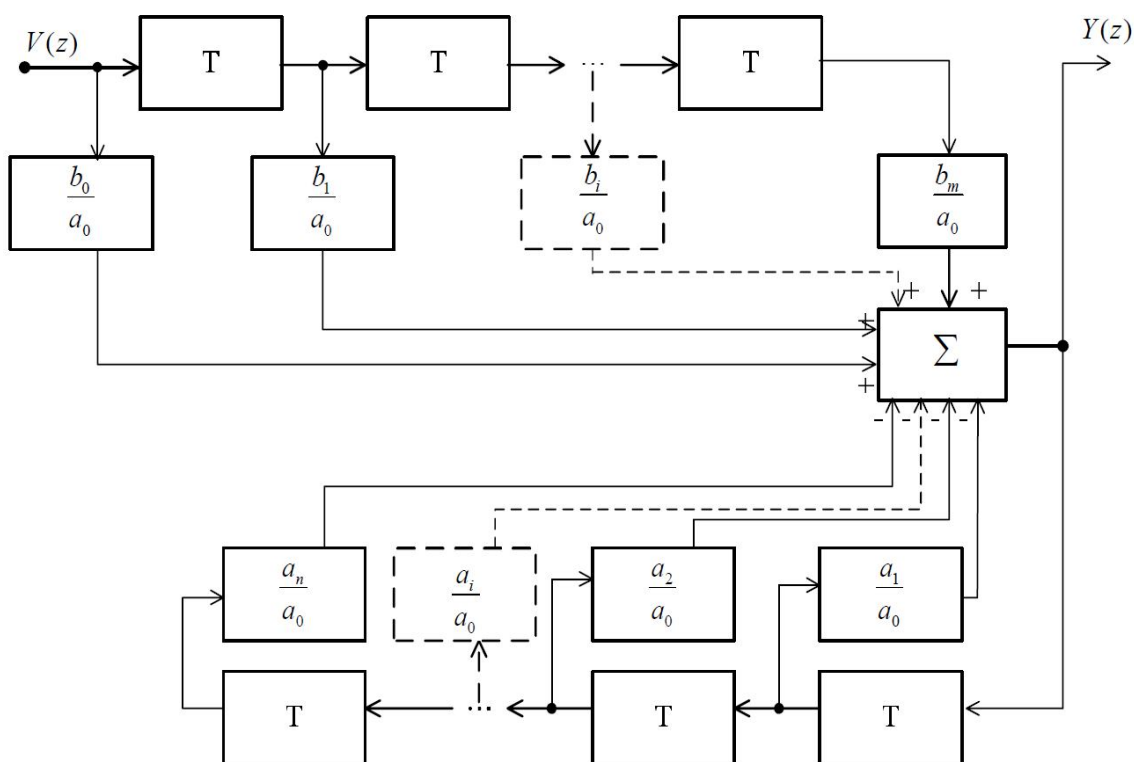 V(z)
Y(z)
T
T
...
T
b₀/a₀
b₁/a₀
bᵢ/a₀
bₘ/a₀
+
+
+
+
Σ
- - - -
aₙ/a₀
aᵢ/a₀
a₂/a₀
a₁/a₀
T
...
T
T